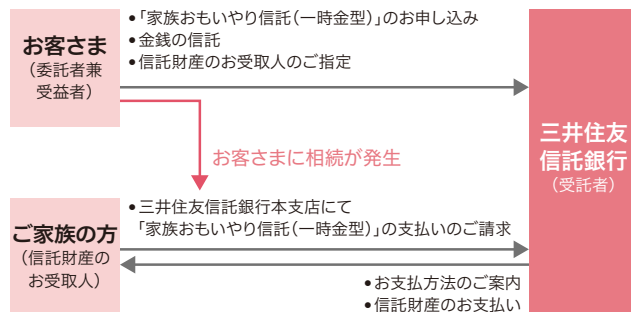 お客さま
（委託者兼
受益者）
●「家族おもいやり信託（一時金型）」のお申し込み
●金銭の信託
●信託財産のお受取人のご指定
三井住友
信託銀行
（受託者）
お客さまに相続が発生
ご家族の方
（信託財産の
お受取人）
●三井住友信託銀行本支店にて
「家族おもいやり信託（一時金型）」の支払いのご請求
●お支払方法のご案内
●信託財産のお支払い